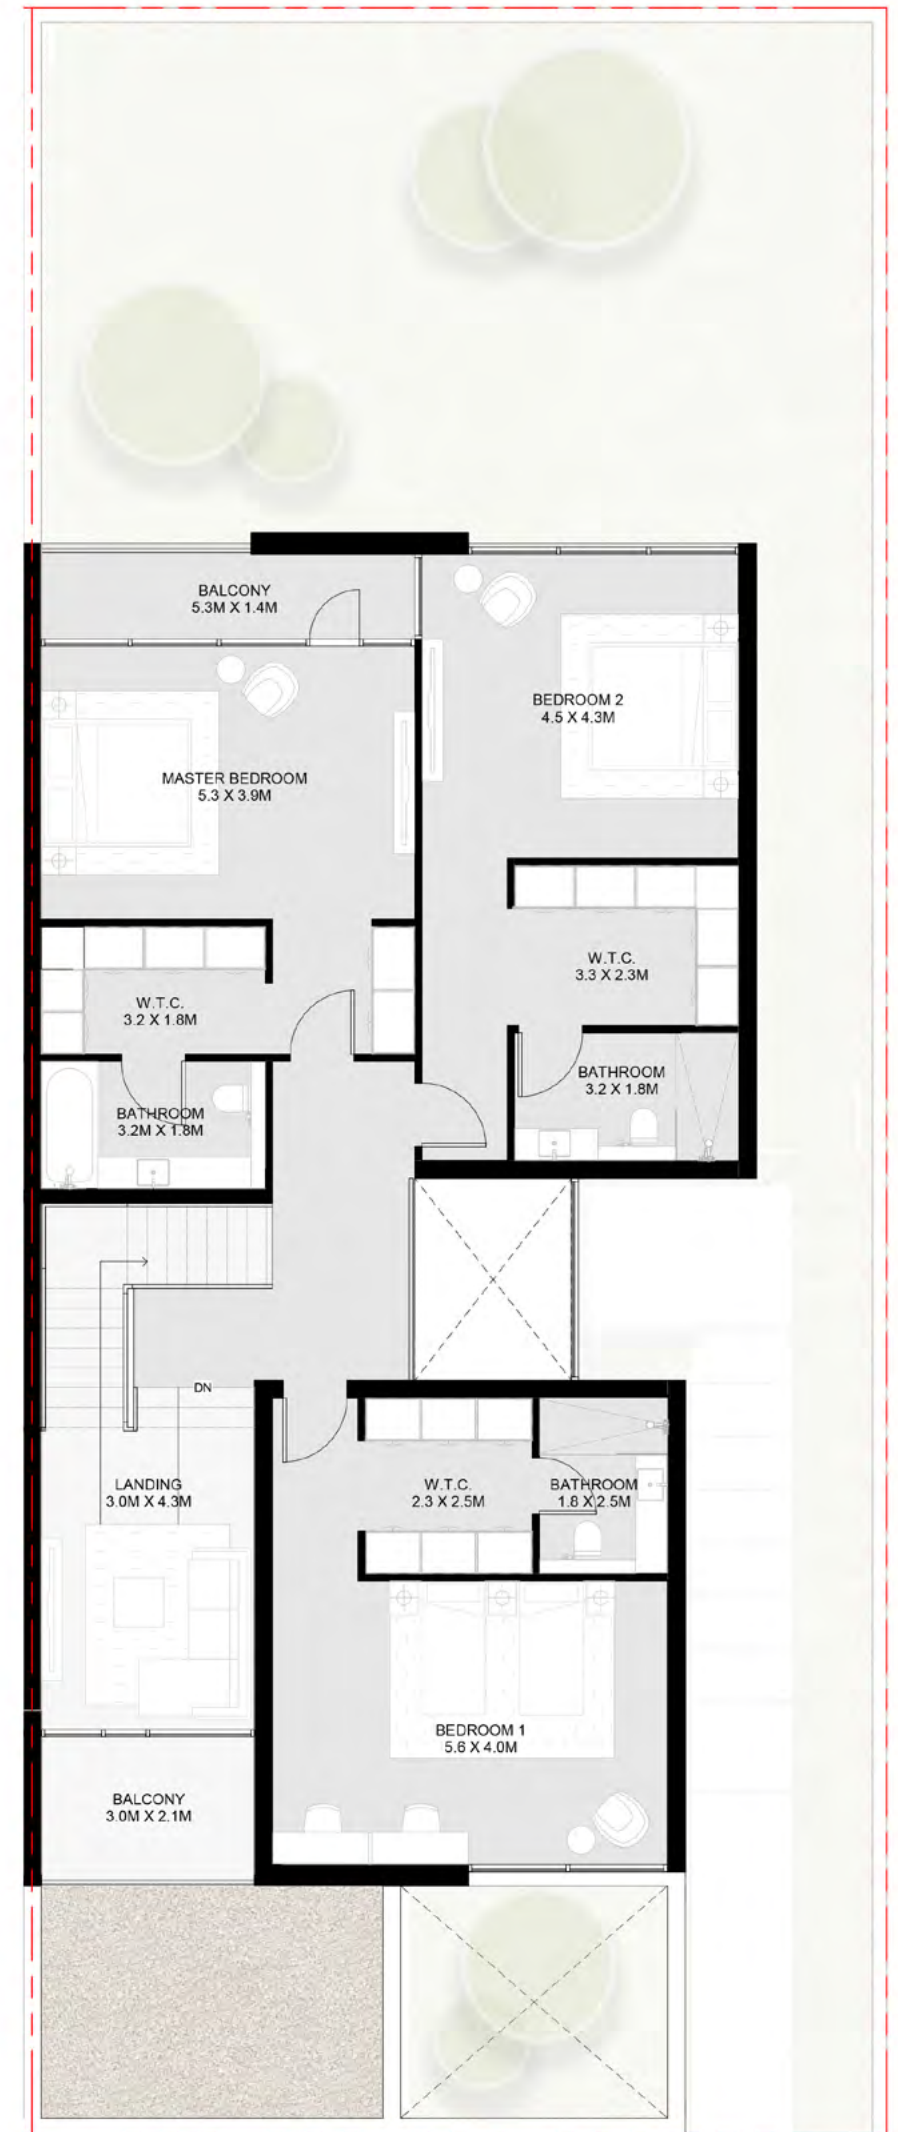 BALCONY
5.3M X 1.4M
BEDROOM 2
4.5 X 4.3M
MASTER BEDROOM
5.3 X 3.9M
W.T.C.
3.3 X 2.3M
W.T.C.
3.2 X 1.8M
BATHROOM
3.2 X 1.8M
BATHROOM
3.2M X 1.8M
DN
LANDING
3.0M X 4.3M
W.T.C.
2.3 X 2.5M
BATHROOM
1.8 X 2.5M
BEDROOM 1
5.6 X 4.0M
BALCONY
3.0M X 2.1M